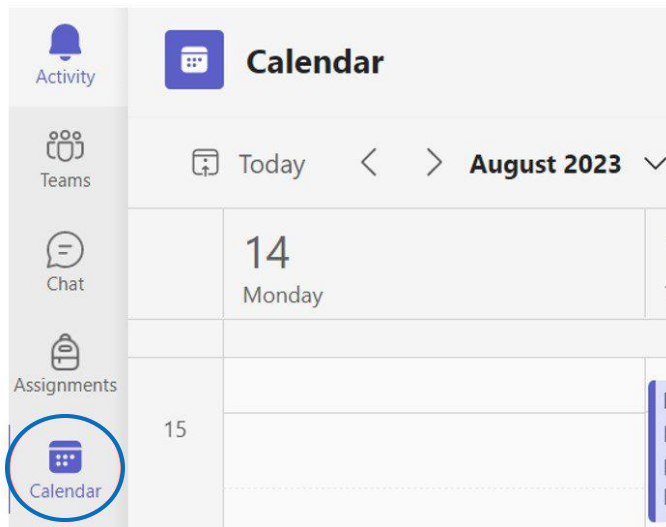 Activity
Teams
Chat
Assignments
Calendar
Calendar
Today
August 2023
14
Monday
15